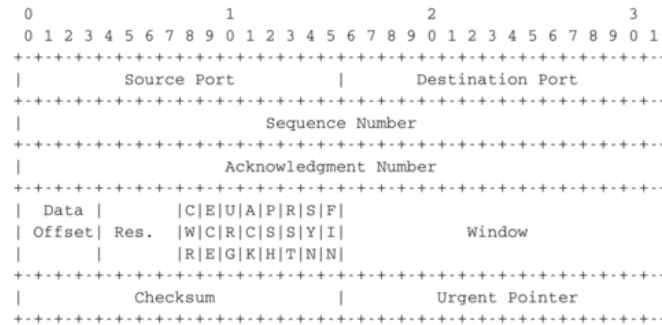 0 1 2 3
0 1 2 3 4 5 6 7 8 9 0 1 2 3 4 5 6 7 8 9 0 1 2 3 4 5 6 7 8 9 0 1
+-+-+-+-+-+-+-+-+-+-+-+-+-+-+-+-+-+-+-+-+-+-+-+-+-+-+-+-+-+-+-+-
| Source Port | Destination Port
+-+-+-+-+-+-+-+-+-+-+-+-+-+-+-+-+-+-+-+-+-+-+-+-+-+-+-+-+-+-+-+-
| Sequence Number
+-+-+-+-+-+-+-+-+-+-+-+-+-+-+-+-+-+-+-+-+-+-+-+-+-+-+-+-+-+-+-+-
| Acknowledgment Number
+-+-+-+-+-+-+-+-+-+-+-+-+-+-+-+-+-+-+-+-+-+-+-+-+-+-+-+-+-+-+-+-
| Data | |C|E|U|A|P|R|S|F|
| Offset| Res. |W|C|R|C|S|S|Y|I| Window
| | |R|E|G|K|H|T|N|N|
+-+-+-+-+-+-+-+-+-+-+-+-+-+-+-+-+-+-+-+-+-+-+-+-+-+-+-+-+-+-+-+-
| Checksum | Urgent Pointer
+-+-+-+-+-+-+-+-+-+-+-+-+-+-+-+-+-+-+-+-+-+-+-+-+-+-+-+-+-+-+-+-